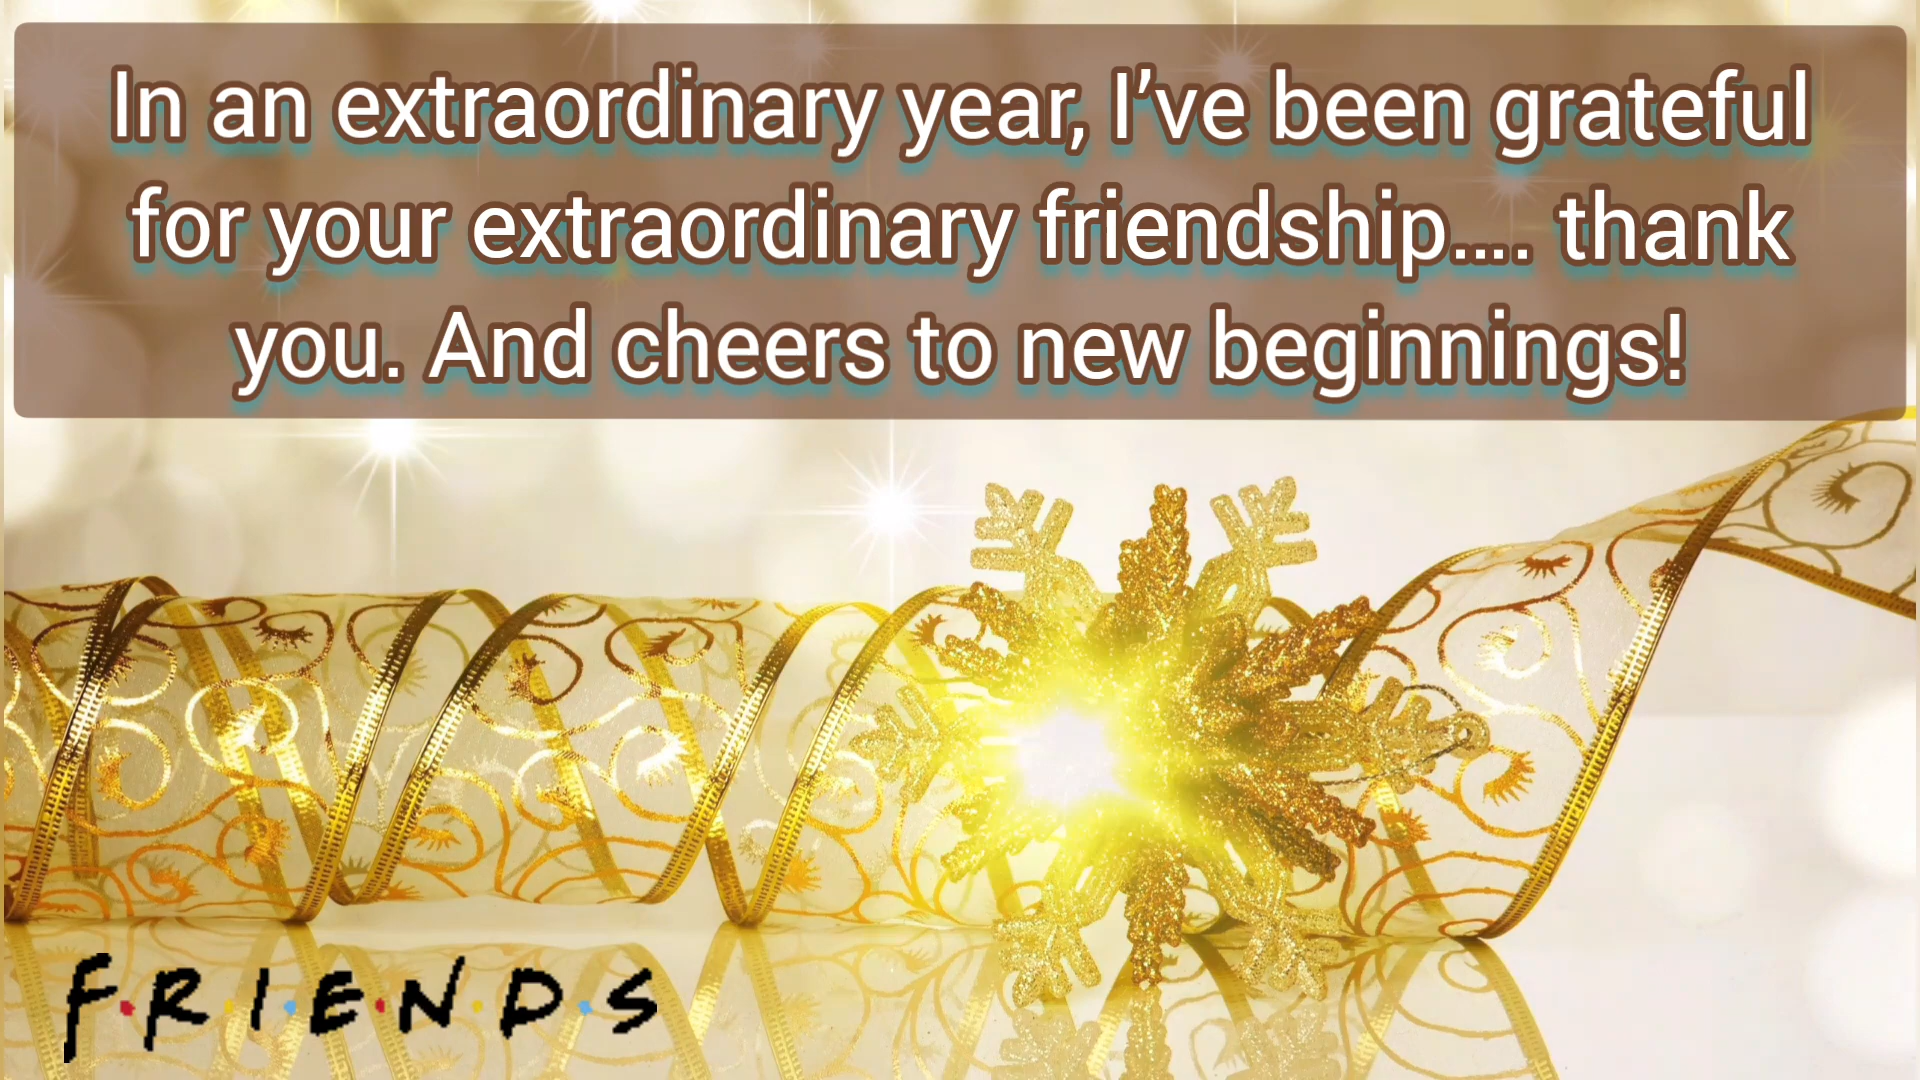 In an extraordinary year, I’ve been grateful
for your extraordinary friendship.... thank
you. And cheers to new beginnings!
F•R•I•E•N•D•S